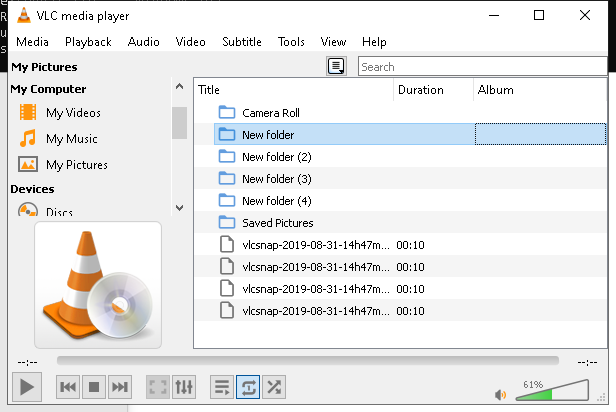 VLC media player
Media Playback Audio Video Subtitle Tools View Help
My Pictures
Search
My Computer
My Videos
My Music
My Pictures
Devices
Discs
Title Duration Album
Camera Roll
New folder
New folder (2)
New folder (3)
New folder (4)
Saved Pictures
vlcsnap-2019-08-31-14h47m... 00:10
vlcsnap-2019-08-31-14h47m... 00:10
vlcsnap-2019-08-31-14h47m... 00:10
vlcsnap-2019-08-31-14h47m... 00:10
--:-- --:--
61%